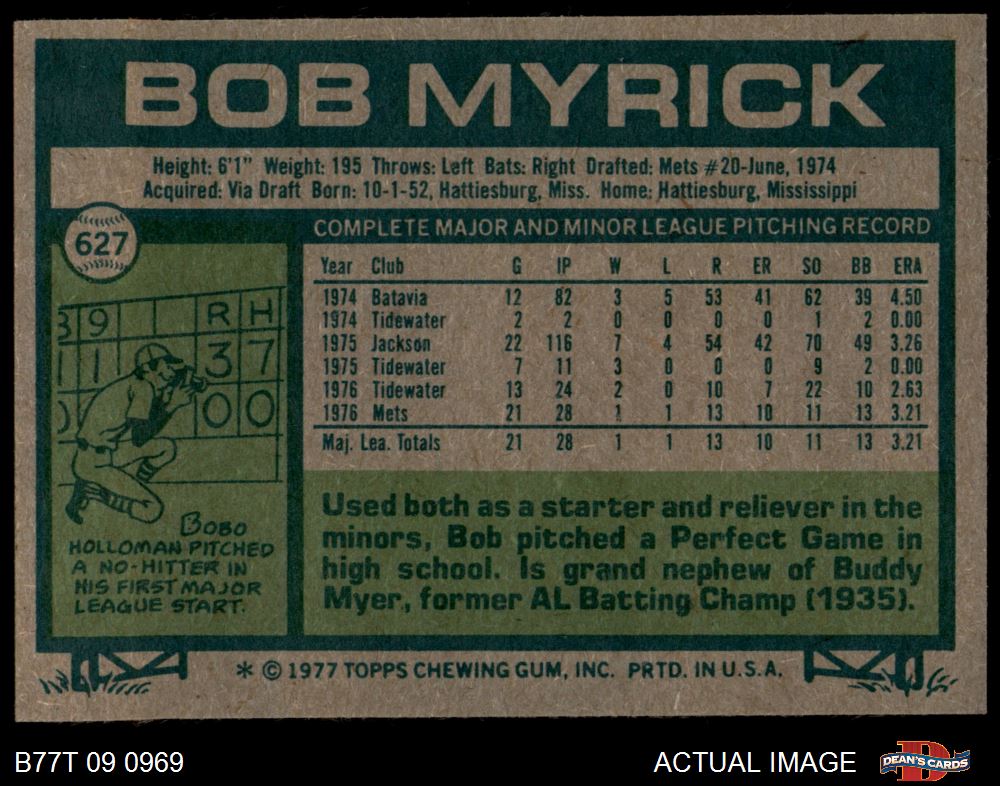 BOB MYRICK
Height: 6'1" Weight: 195 Throws: Left Bats: Right Drafted: Mets #20-June, 1974
Acquired: Via Draft Born: 10-1-52, Hattiesburg, Miss. Home: Hattiesburg, Mississippi
627
COMPLETE MAJOR AND MINOR LEAGUE PITCHING RECORD
Year Club G IP W L R ER SO BB ERA
1974 Batavia 12 82 3 5 53 41 62 39 4.50
1974 Tidewater 2 2 0 0 0 0 1 2 0.00
1975 Jackson 22 116 7 4 54 42 70 49 3.26
1975 Tidewater 7 11 3 0 0 0 9 2 0.00
1976 Tidewater 13 24 2 0 10 7 22 10 2.63
1976 Mets 21 28 1 1 13 10 11 13 3.21
Maj. Lea. Totals 21 28 1 1 13 10 11 13 3.21
8 9 R H
1 1 3 7
0 0 0
BOBO
HOLLOMAN PITCHED
A NO-HITTER IN
HIS FIRST MAJOR
LEAGUE START.
Used both as a starter and reliever in the
minors, Bob pitched a Perfect Game in
high school. Is grand nephew of Buddy
Myer, former AL Batting Champ (1935).
* © 1977 TOPPS CHEWING GUM, INC. PRTD. IN U.S.A.
B77T 09 0969
ACTUAL IMAGE
DEAN'S CARDS